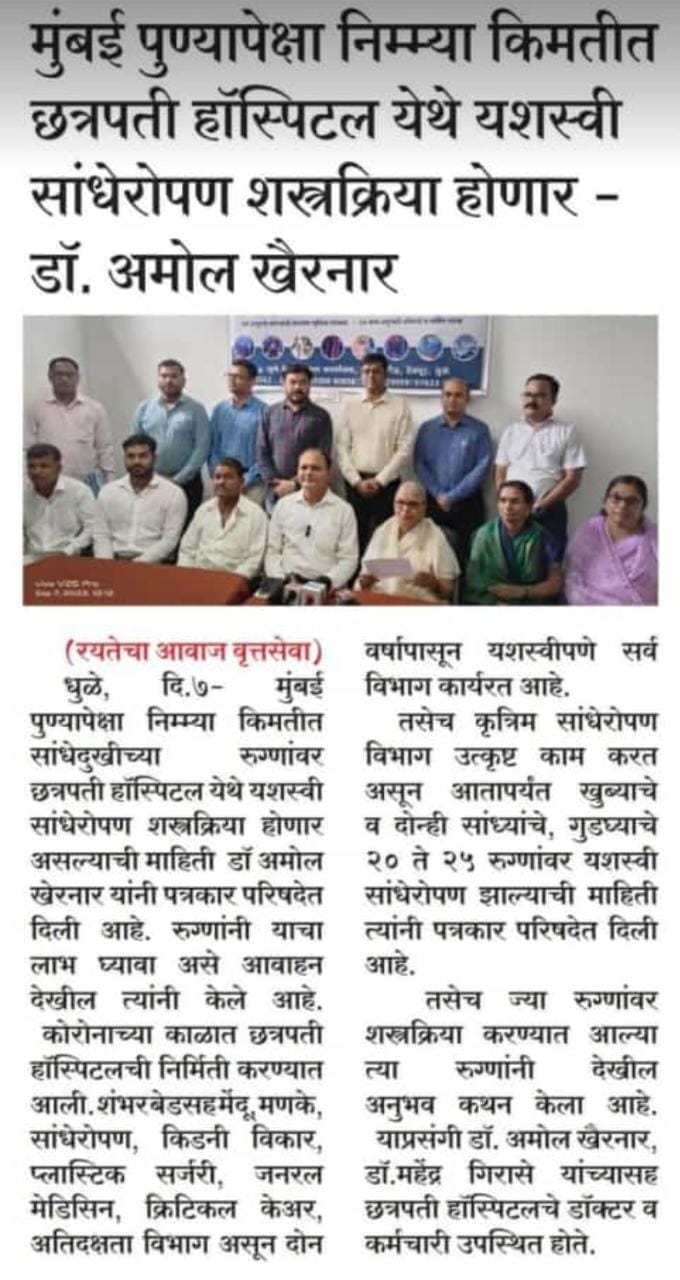 मुंबई पुण्यापेक्षा निम्म्या किमतीत
छत्रपती हॉस्पिटल येथे यशस्वी
सांधेरोपण शस्त्रक्रिया होणार -
डॉ. अमोल खैरनार
vivo V25 Pro
(रयतेचा आवाज वृत्तसेवा)
धुळे, दि.७- मुंबई
पुण्यापेक्षा निम्म्या किमतीत
सांधेदुखीच्या रुग्णांवर
छत्रपती हॉस्पिटल येथे यशस्वी
सांधेरोपण शस्त्रक्रिया होणार
असल्याची माहिती डॉ अमोल
खेरनार यांनी पत्रकार परिषदेत
दिली आहे. रुग्णांनी याचा
लाभ घ्यावा असे आवाहन
देखील त्यांनी केले आहे.
कोरोनाच्या काळात छत्रपती
हॉस्पिटलची निर्मिती करण्यात
आली.शंभरबेडसहमेंदू,मणके,
सांधेरोपण, किडनी विकार,
प्लास्टिक सर्जरी, जनरल
मेडिसिन, क्रिटिकल केअर,
अतिदक्षता विभाग असून दोन
वर्षापासून यशस्वीपणे सर्व
विभाग कार्यरत आहे.
तसेच कृत्रिम सांधेरोपण
विभाग उत्कृष्ट काम करत
असून आतापर्यंत खुब्याचे
व दोन्ही सांध्यांचे, गुडघ्याचे
२० ते २५ रुग्णांवर यशस्वी
सांधेरोपण झाल्याची माहिती
त्यांनी पत्रकार परिषदेत दिली
आहे.
तसेच ज्या रुग्णांवर
शस्त्रक्रिया करण्यात आल्या
त्या रुग्णांनी देखील
अनुभव कथन केला आहे.
याप्रसंगी डॉ. अमोल खैरनार,
डॉ.महेंद्र गिरासे यांच्यासह
छत्रपती हॉस्पिटलचे डॉक्टर व
कर्मचारी उपस्थित होते.